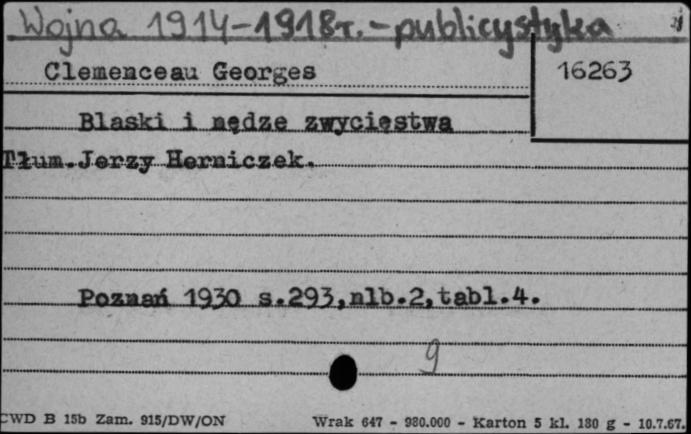 Wojna 1914-1918r.-publicystyka
Clemenceau Georges
16263
Blaski i nędze zwycięstwa
Tłum.Jerzy Herniczek.
Poznań 1930 s.293,nlb.2,tabl.4.
9
CWD B 15b Zam. 915/DW/ON
Wrak 647 - 980.000 - Karton 5 kl. 180 g - 10.7.67.